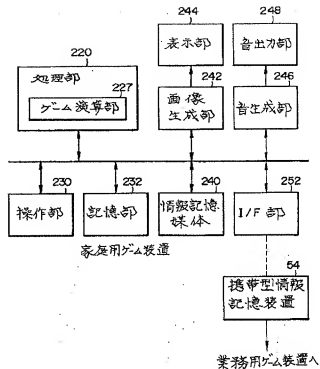 244
248
表示部
音出力部
220
処理部
227
ゲーム演算部
242
画像
生成部
246
音生成部
230
操作部
232
記憶部
240
情報記憶
媒体
252
I/F部
家庭用ゲーム装置
54
携帯型情報
記憶装置
業務用ゲーム装置へ